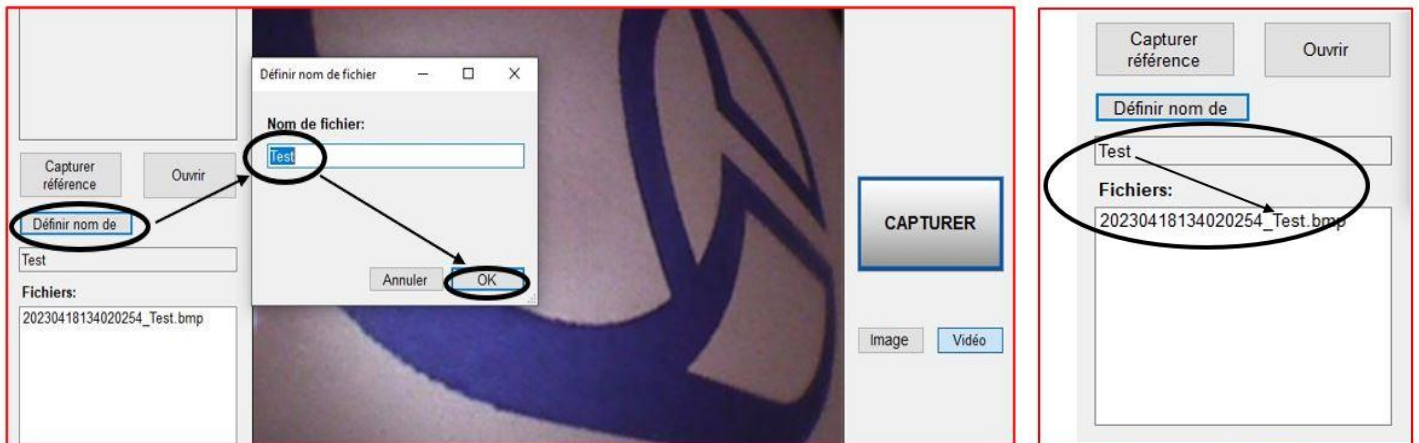 Définir nom de fichier
Nom de fichier:
Test
Annuler
OK
Capturer
référence
Ouvrir
Définir nom de
Test
Fichiers:
20230418134020254_Test.bmp
CAPTURER
Image
Vidéo
Capturer
référence
Ouvrir
Définir nom de
Test
Fichiers:
20230418134020254_Test.bmp